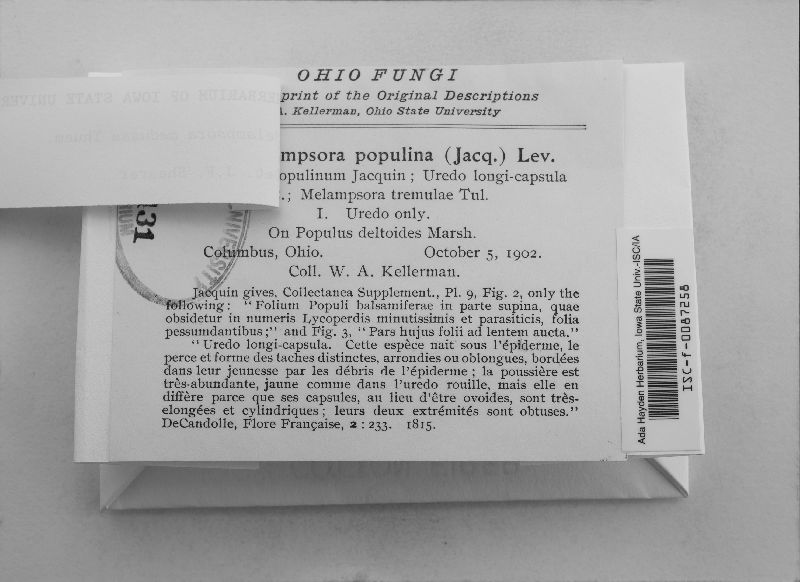 OHIO FUNGI
print of the Original Descriptions
A. Kellerman, Ohio State University
mpsora populina (Jacq.) Lev.
opulinum Jacquin; Uredo longi-capsula
.; Melampsora tremulae Tul.
I. Uredo only.
On Populus deltoides Marsh.
Columbus, Ohio. October 5, 1902.
Coll. W. A. Kellerman.
Jacquin gives, Collectanea Supplement., Pl. 9, Fig. 2, only the
following: "Folium Populi balsamiferae in parte supina, quae
obsidetur in numeris Lycoperdis minutissimis et parasiticis, folia
pessumdantibus;" and Fig. 3, "Pars hujus folii ad lentem aucta."
"Uredo longi-capsula. Cette espèce nait sous l'épiderme, le
perce et forme des taches distinctes, arrondies ou oblongues, bordées
dans leur jeunesse par les débris de l'épiderme; la poussière est
très-abundante, jaune comme dans l'uredo rouille, mais elle en
diffère parce que ses capsules, au lieu d'être ovoides, sont très-
elongées et cylindriques; leurs deux extrémités sont obtuses."
DeCandolle, Flore Française, 2:233. 1815.
131
Ada Hayden Herbarium, Iowa State Univ.-ISC/IA
ISC-f-0087258